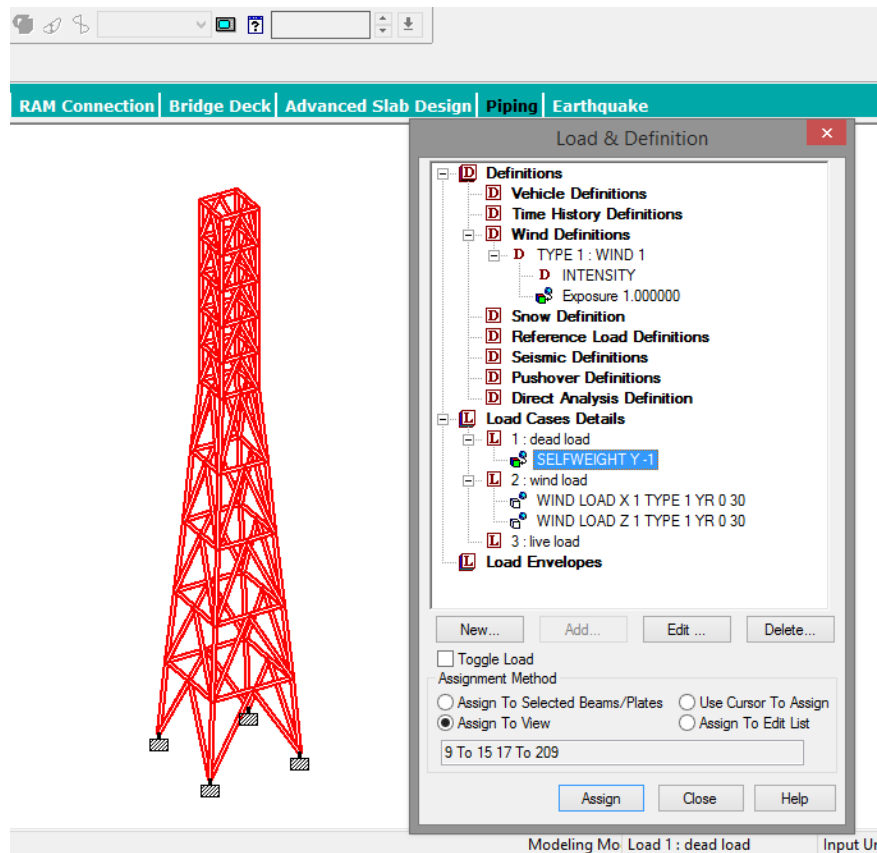 RAM Connection Bridge Deck Advanced Slab Design Piping Earthquake
Load & Definition
Definitions
Vehicle Definitions
Time History Definitions
Wind Definitions
TYPE 1 : WIND 1
INTENSITY
Exposure 1.000000
Snow Definition
Reference Load Definitions
Seismic Definitions
Pushover Definitions
Direct Analysis Definition
Load Cases Details
1 : dead load
SELFWEIGHT Y -1
2 : wind load
WIND LOAD X 1 TYPE 1 YR 0 30
WIND LOAD Z 1 TYPE 1 YR 0 30
3 : live load
Load Envelopes
New... Add... Edit ... Delete...
Toggle Load
Assignment Method
Assign To Selected Beams/Plates Use Cursor To Assign
Assign To View Assign To Edit List
9 To 15 17 To 209
Assign Close Help
Modeling Mo Load 1 : dead load Input Ur